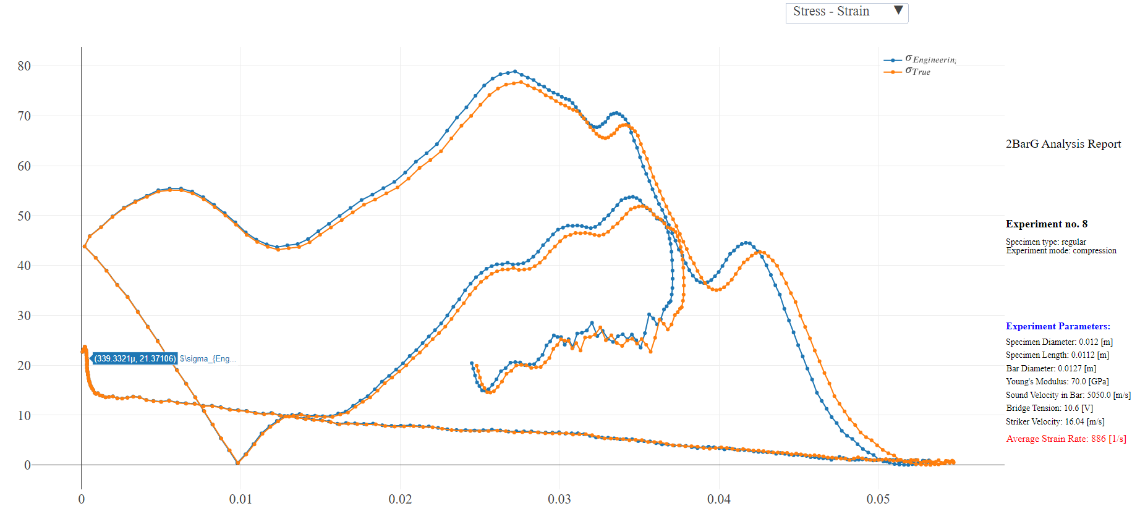 Stress - Strain ▼
σ Engineerin
σ True
80
70
60
50
40
30
20
10
0
(339.3321μ, 21.37106) $\sigma_{Eng...
0 0.01 0.02 0.03 0.04 0.05
2BarG Analysis Report
Experiment no. 8
Specimen type: regular
Experiment mode: compression
Experiment Parameters:
Specimen Diameter: 0.012 [m]
Specimen Length: 0.0112 [m]
Bar Diameter: 0.0127 [m]
Young's Modulus: 70.0 [GPa]
Sound Velocity in Bar: 5050.0 [m/s]
Bridge Tension: 10.6 [V]
Striker Velocity: 16.04 [m/s]
Average Strain Rate: 886 [1/s]